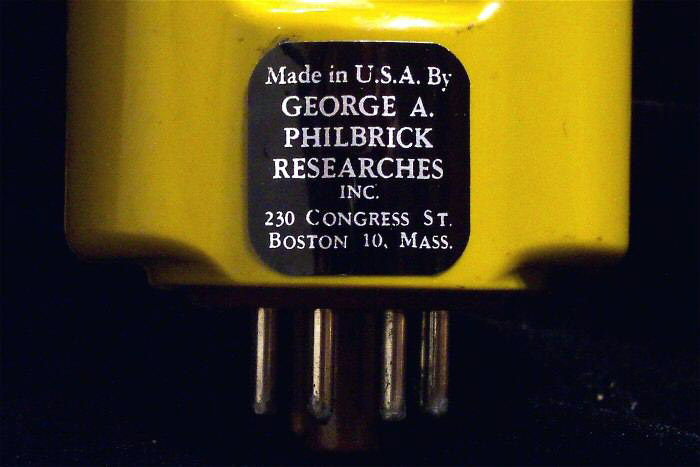 Made in U.S.A. By
GEORGE A.
PHILBRICK
RESEARCHES
INC.
230 CONGRESS ST.
BOSTON 10, MASS.